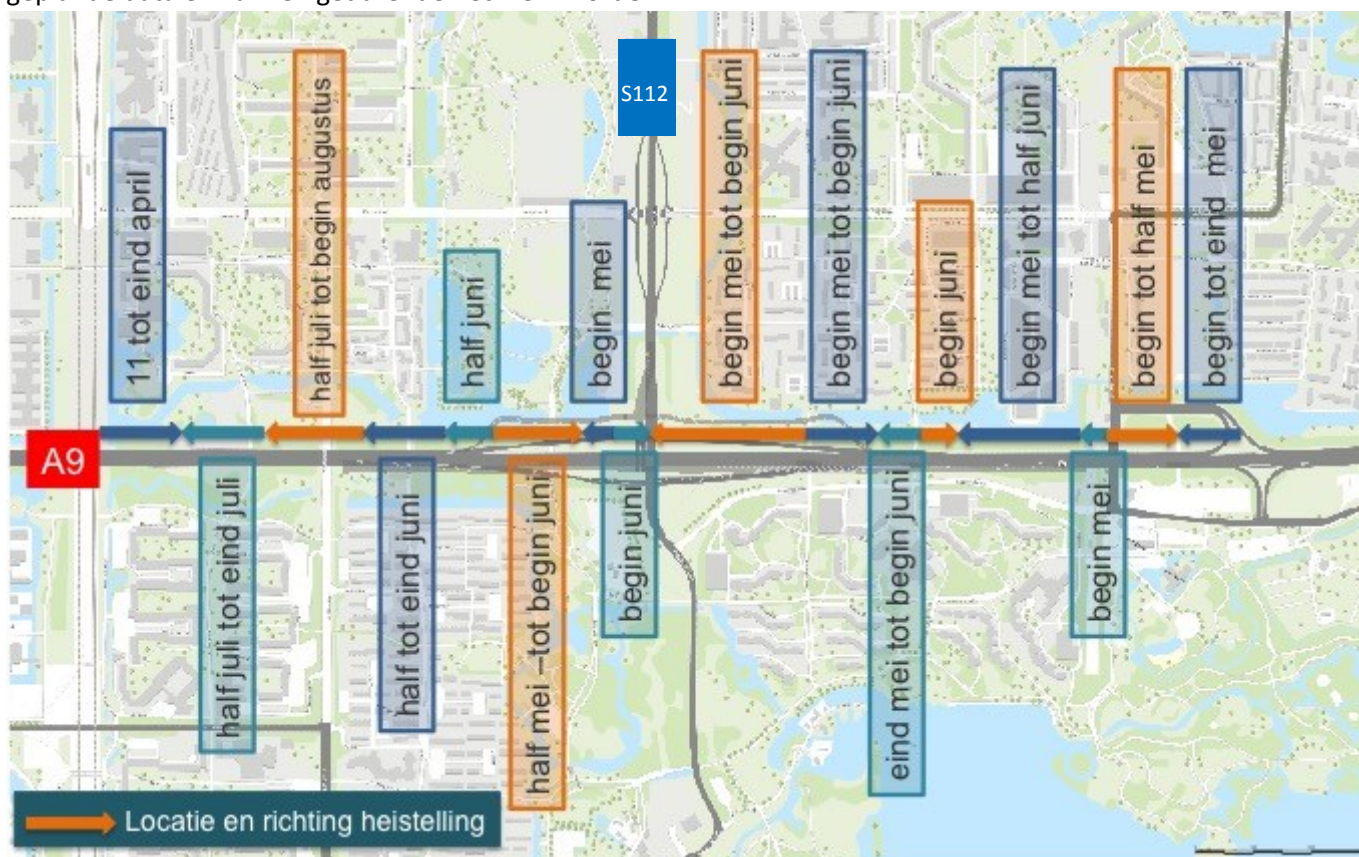 S112
11 tot eind april
half juli tot begin augustus
half juni
begin mei
begin mei tot begin juni
begin mei tot begin juni
begin juni
begin mei tot half juni
begin tot half mei
begin tot eind mei
A9
half juli tot eind juli
half tot eind juni
half mei –tot begin juni
begin juni
eind mei tot begin juni
begin mei
Locatie en richting heistelling